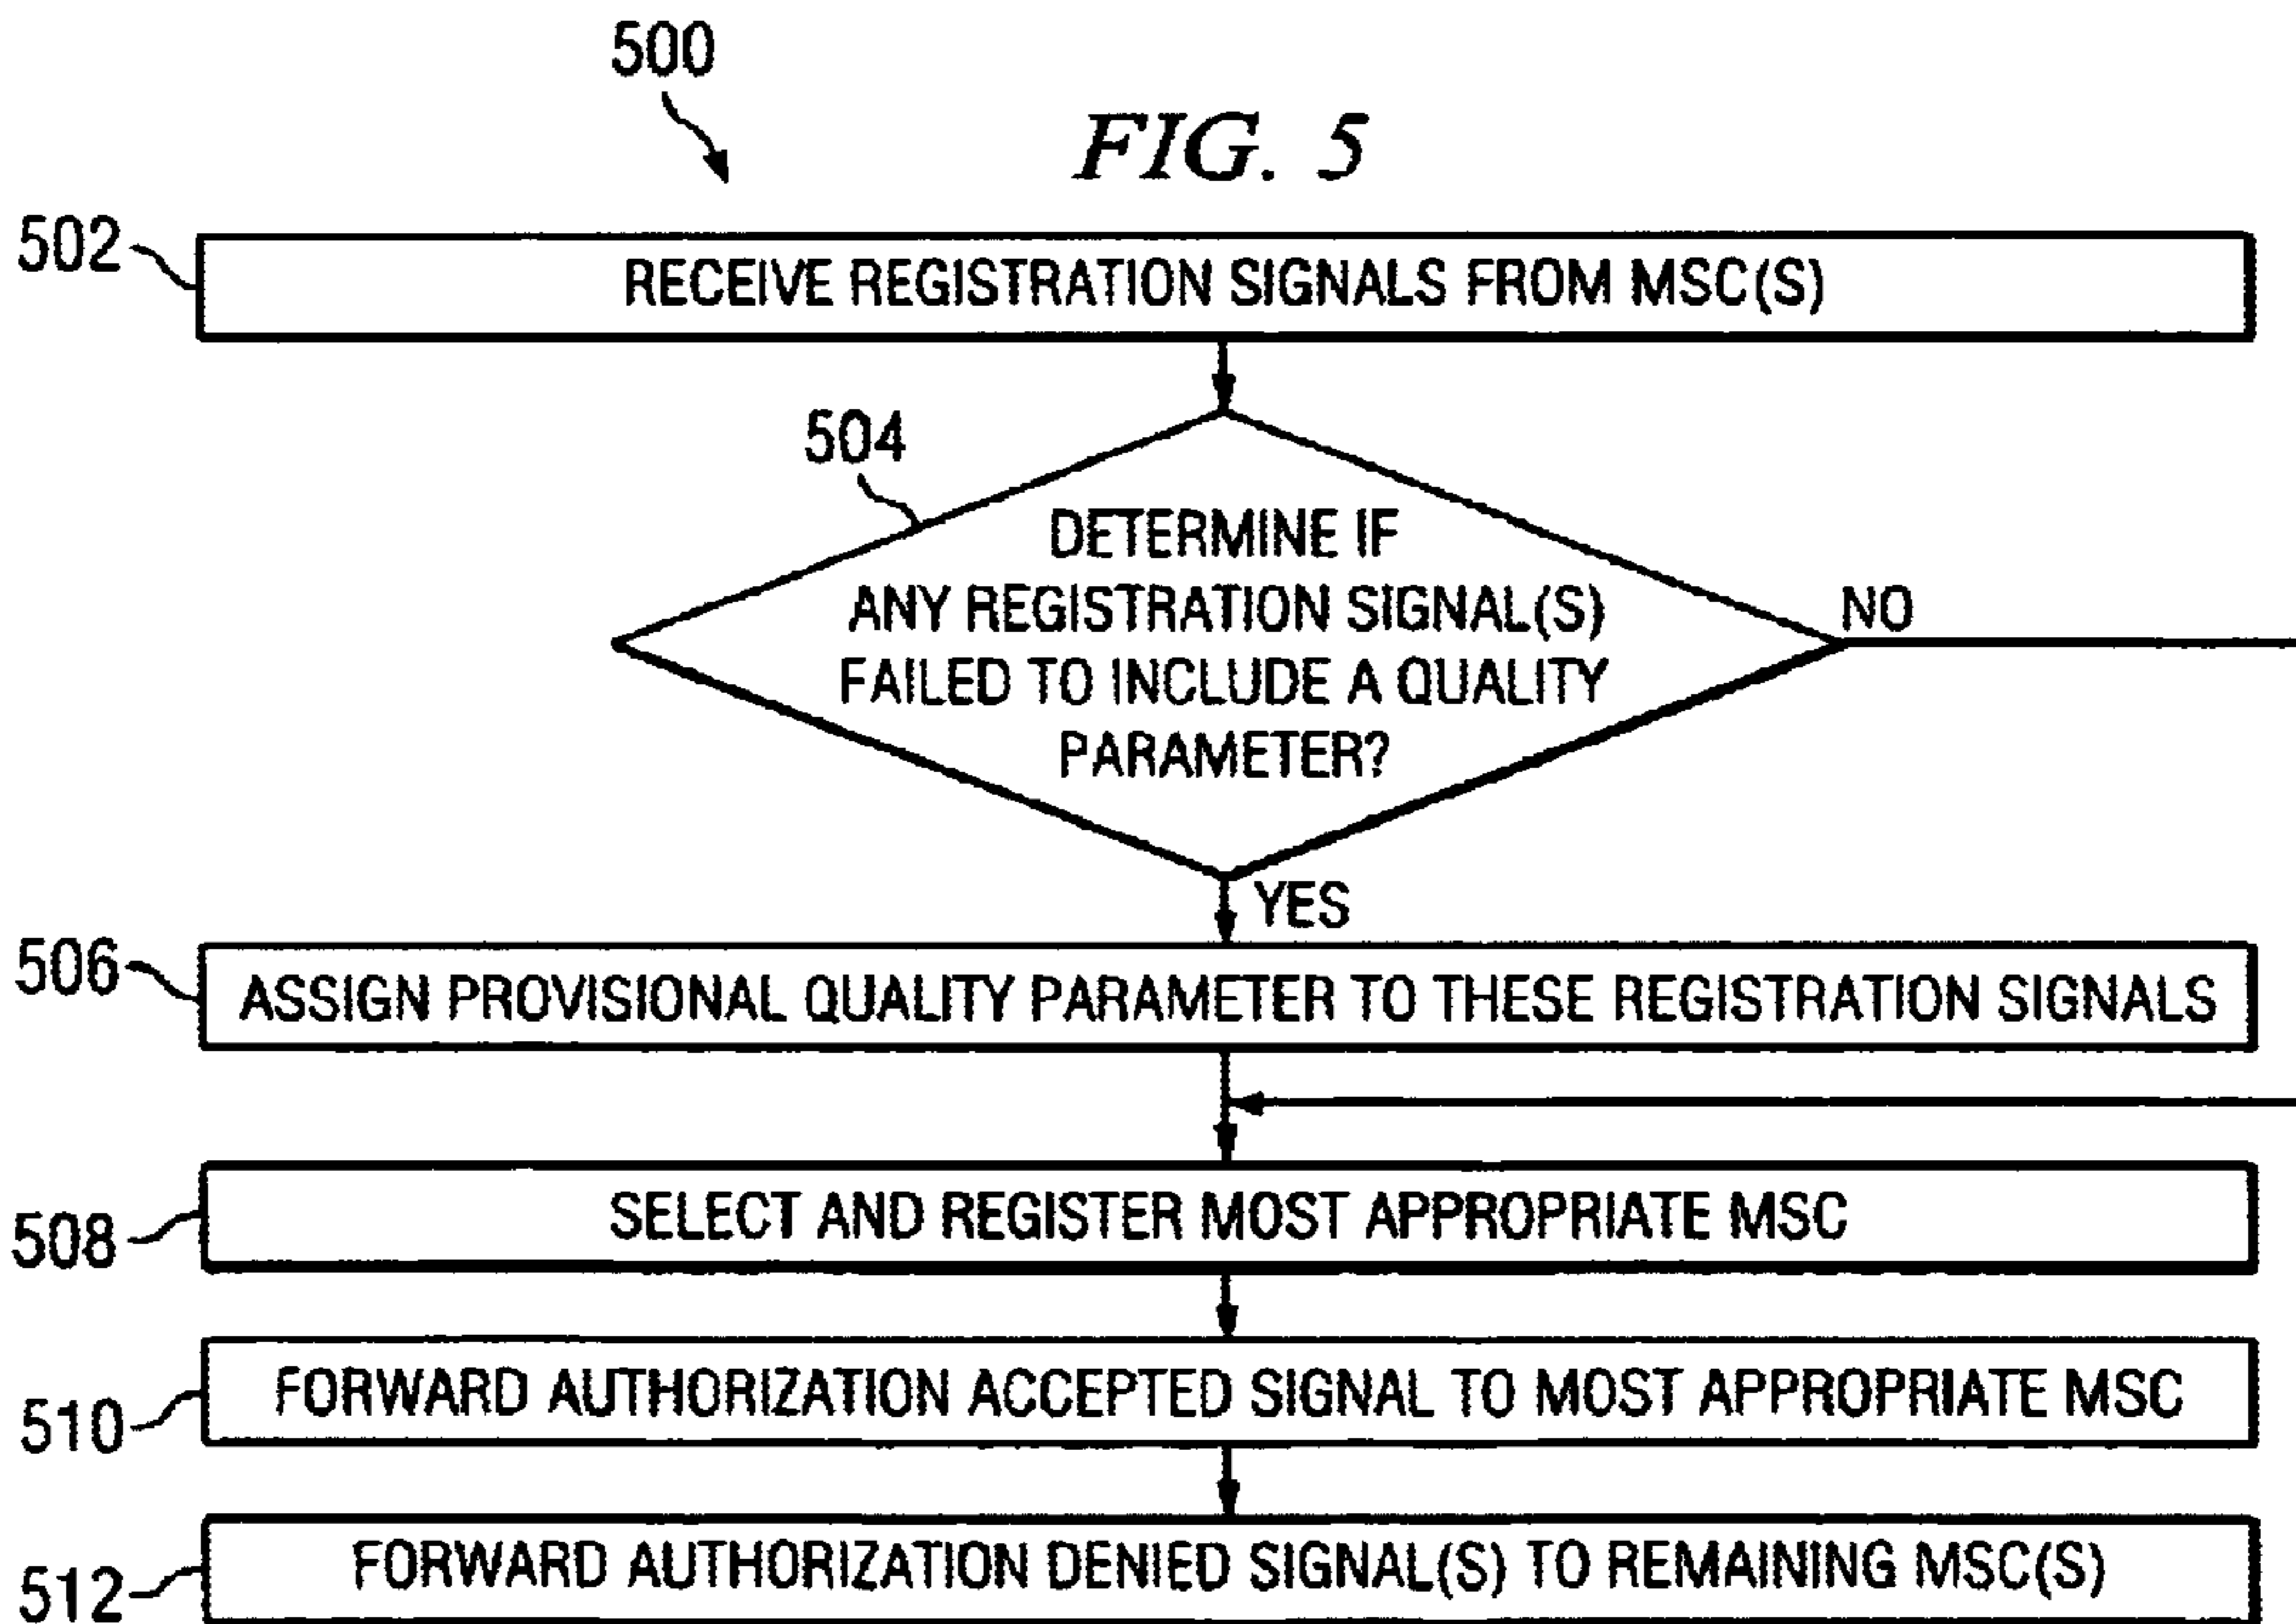 500
FIG. 5
502
RECEIVE REGISTRATION SIGNALS FROM MSC(S)
504
DETERMINE IF
ANY REGISTRATION SIGNAL(S)
FAILED TO INCLUDE A QUALITY
PARAMETER?
NO
YES
506
ASSIGN PROVISIONAL QUALITY PARAMETER TO THESE REGISTRATION SIGNALS
508
SELECT AND REGISTER MOST APPROPRIATE MSC
510
FORWARD AUTHORIZATION ACCEPTED SIGNAL TO MOST APPROPRIATE MSC
512
FORWARD AUTHORIZATION DENIED SIGNAL(S) TO REMAINING MSC(S)